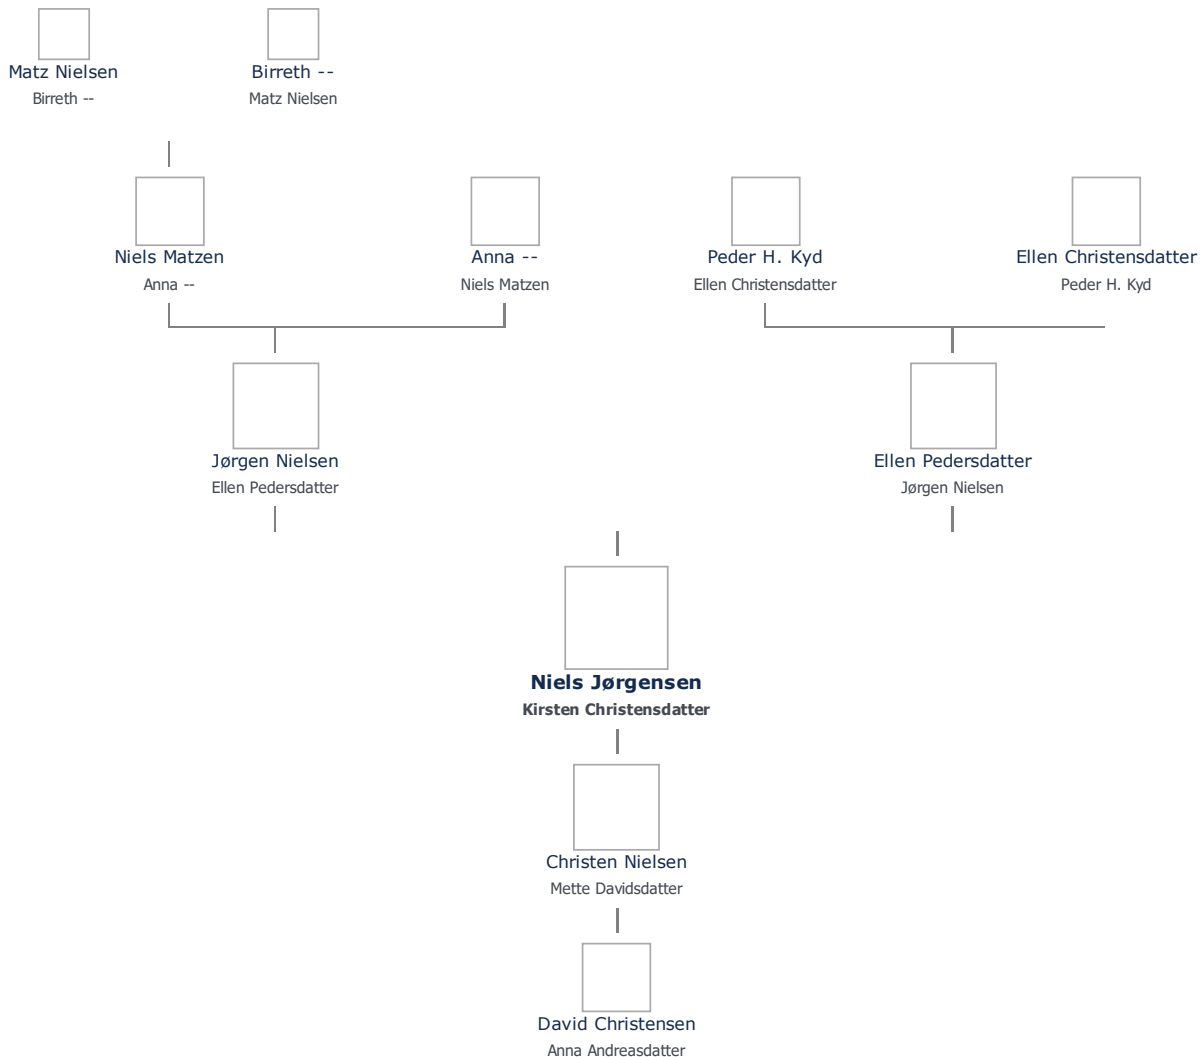 Matz Nielsen
Birreth --
Birreth --
Matz Nielsen
Niels Matzen
Anna --
Anna --
Niels Matzen
Peder H. Kyd
Ellen Christensdatter
Ellen Christensdatter
Peder H. Kyd
Jørgen Nielsen
Ellen Pedersdatter
Ellen Pedersdatter
Jørgen Nielsen
Niels Jørgensen
Kirsten Christensdatter
Christen Nielsen
Mette Davidsdatter
David Christensen
Anna Andreasdatter